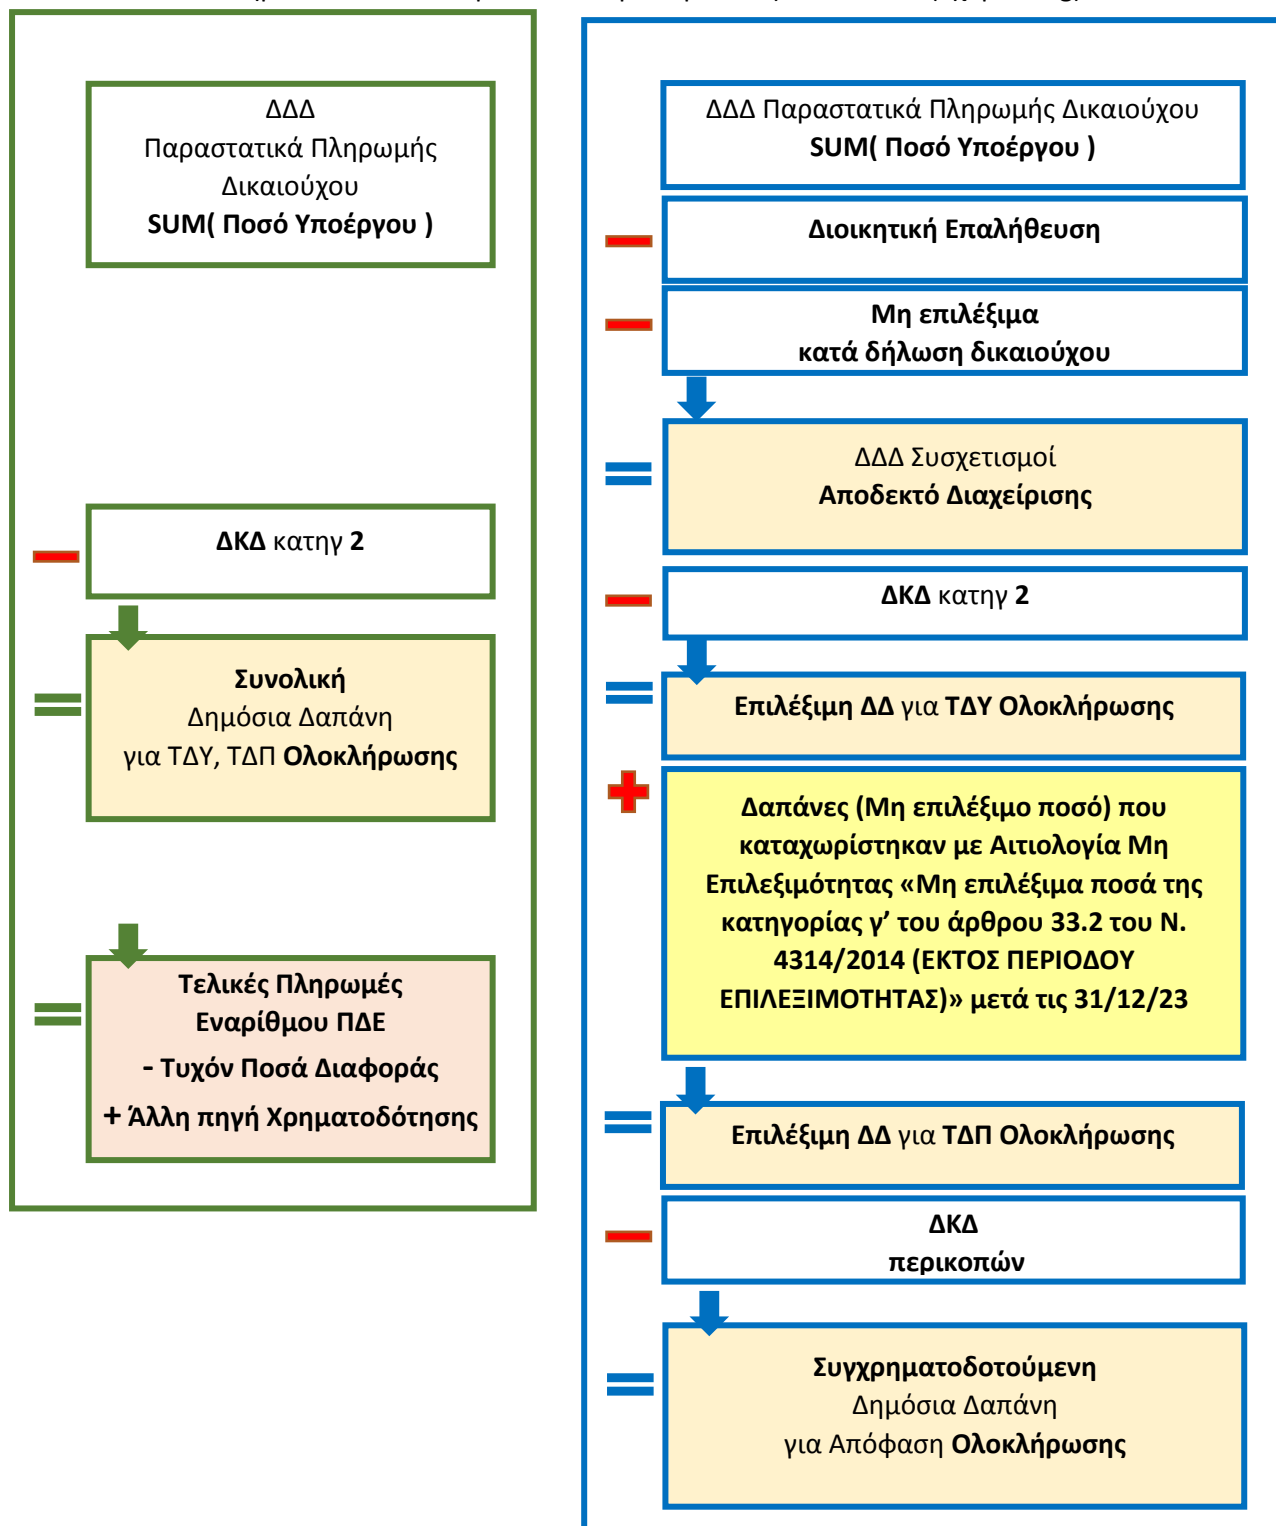 ΔΔΔ
Παραστατικά Πληρωμής
Δικαιούχου
SUM( Ποσό Υποέργου )
ΔΚΔ κατηγ 2
Συνολική
Δημόσια Δαπάνη
για ΤΔΥ, ΤΔΠ Ολοκλήρωσης
Τελικές Πληρωμές
Εναρίθμου ΠΔΕ
- Τυχόν Ποσά Διαφοράς
+ Άλλη πηγή Χρηματοδότησης
ΔΔΔ Παραστατικά Πληρωμής Δικαιούχου
SUM( Ποσό Υποέργου )
Διοικητική Επαλήθευση
Μη επιλέξιμα
κατά δήλωση δικαιούχου
ΔΔΔ Συσχετισμοί
Αποδεκτό Διαχείρισης
ΔΚΔ κατηγ 2
Επιλέξιμη ΔΔ για ΤΔΥ Ολοκλήρωσης
Δαπάνες (Μη επιλέξιμο ποσό) που
καταχωρίστηκαν με Αιτιολογία Μη
Επιλεξιμότητας «Μη επιλέξιμα ποσά της
κατηγορίας γ’ του άρθρου 33.2 του Ν.
4314/2014 (ΕΚΤΟΣ ΠΕΡΙΟΔΟΥ
ΕΠΙΛΕΞΙΜΟΤΗΤΑΣ)» μετά τις 31/12/23
Επιλέξιμη ΔΔ για ΤΔΠ Ολοκλήρωσης
ΔΚΔ
περικοπών
Συγχρηματοδοτούμενη
Δημόσια Δαπάνη
για Απόφαση Ολοκλήρωσης